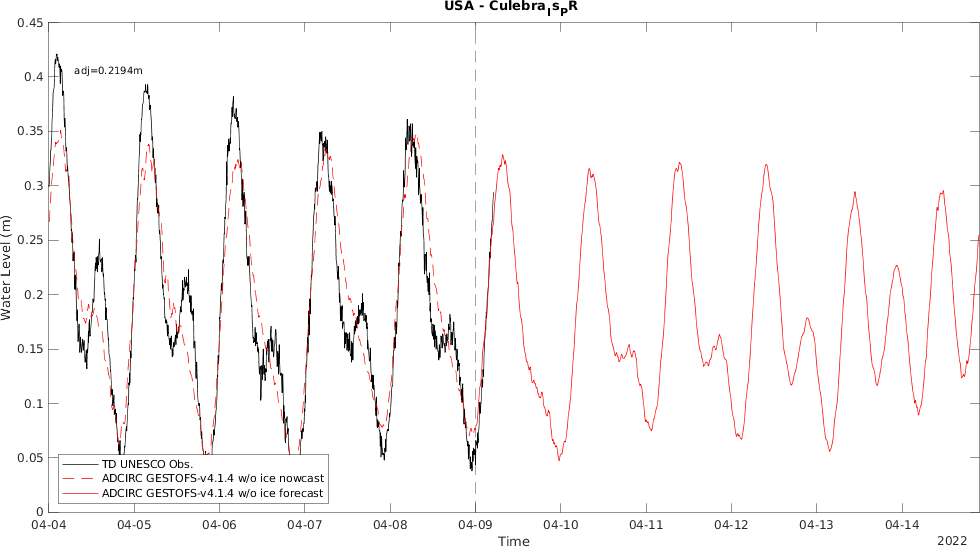 USA - CulebraIsPR
adj=0.2194m
Water Level (m)
0.45
0.4
0.35
0.3
0.25
0.2
0.15
0.1
0.05
0
TD UNESCO Obs.
ADCIRC GESTOFS-v4.1.4 w/o ice nowcast
ADCIRC GESTOFS-v4.1.4 w/o ice forecast
04-04 04-05 04-06 04-07 04-08 04-09 04-10 04-11 04-12 04-13 04-14
Time
2022